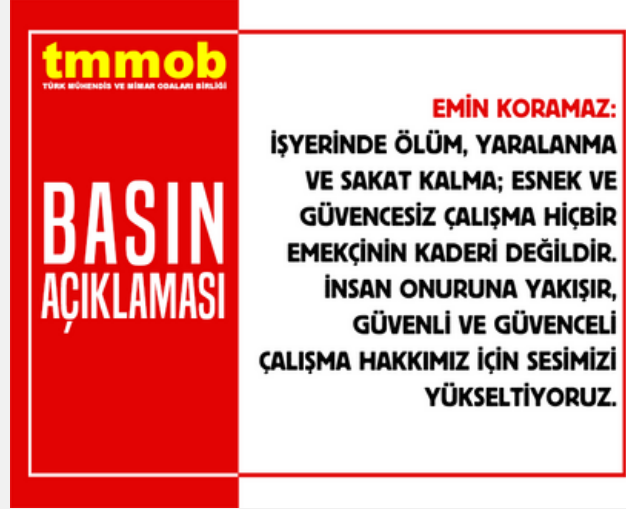 tmmob
TÜRK MÜHENDİS VE MİMAR ODALARI BİRLİĞİ
BASIN
AÇIKLAMASI
EMİN KORAMAZ:
İŞYERİNDE ÖLÜM, YARALANMA
VE SAKAT KALMA; ESNEK VE
GÜVENCESİZ ÇALIŞMA HİÇBİR
EMEKÇİNİN KADERİ DEĞİLDİR.
İNSAN ONURUNA YAKIŞIR,
GÜVENLİ VE GÜVENCELİ
ÇALIŞMA HAKKIMIZ İÇİN SESİMİZİ
YÜKSELTİYORUZ.